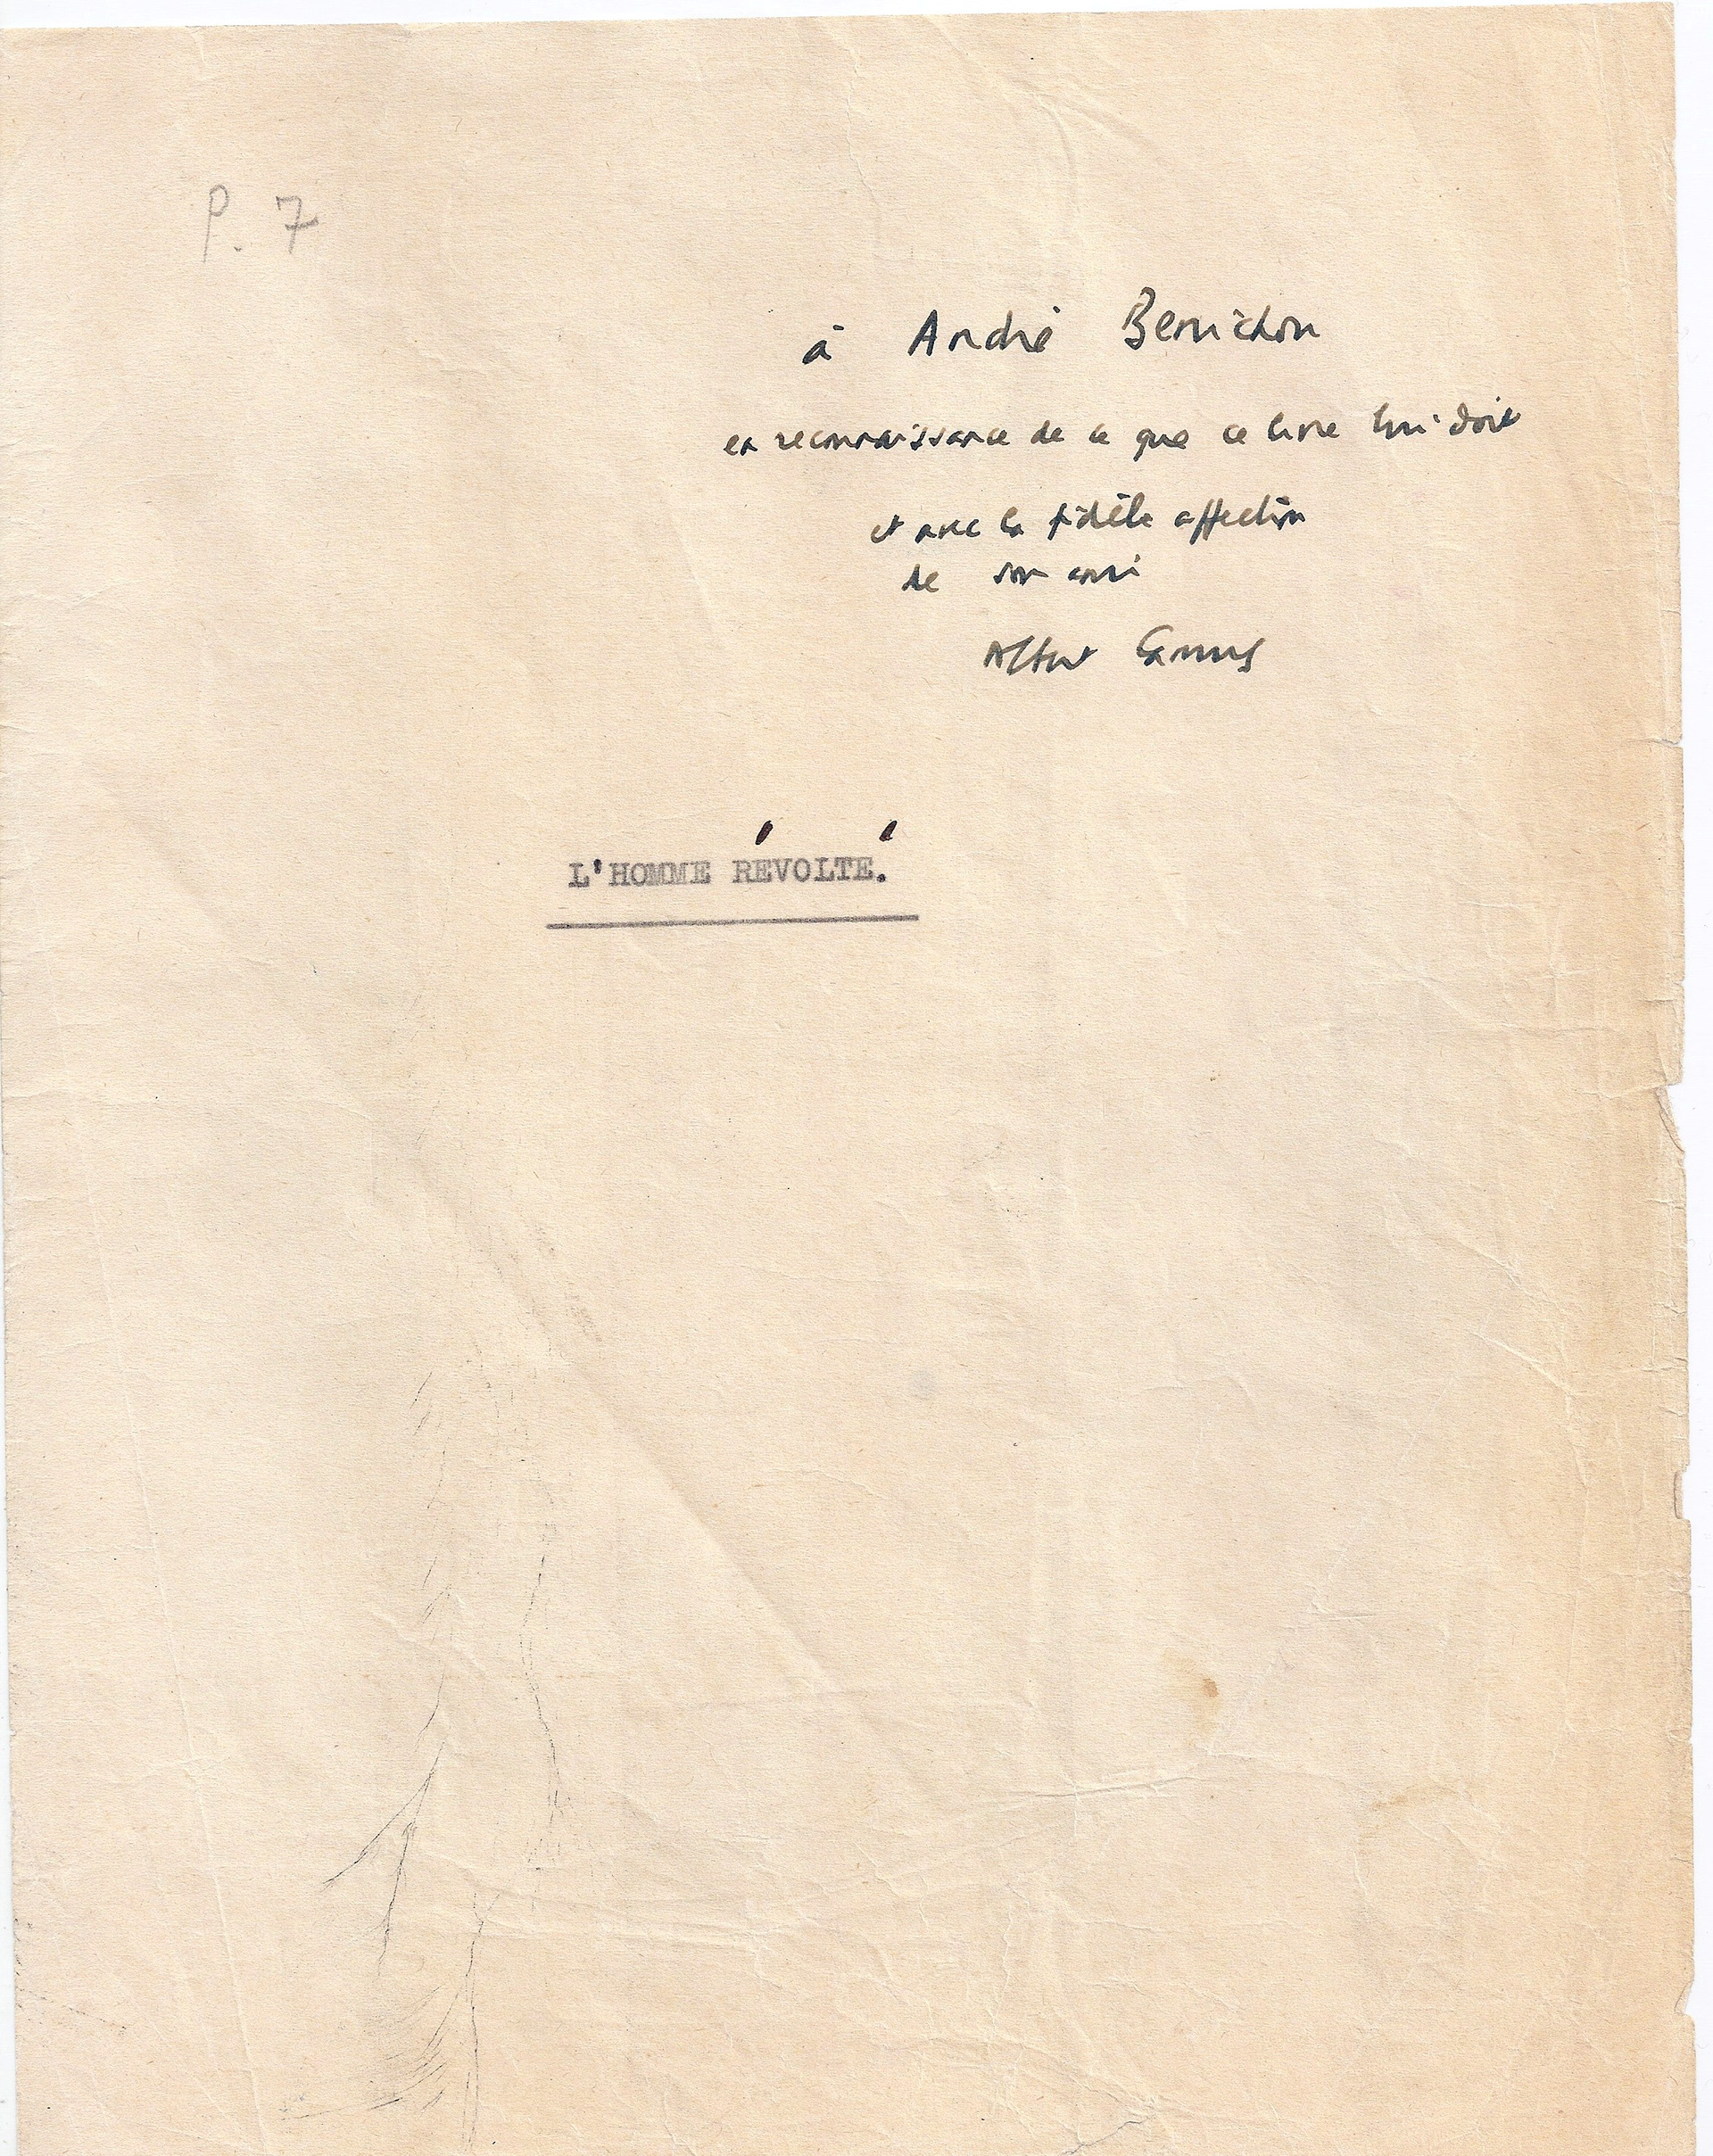 P. 7
à André Benichou
en reconnaissance de ce que ce livre lui doit
et avec la fidèle affection
de son ami
Albert Camus
L'HOMME RÉVOLTÉ.